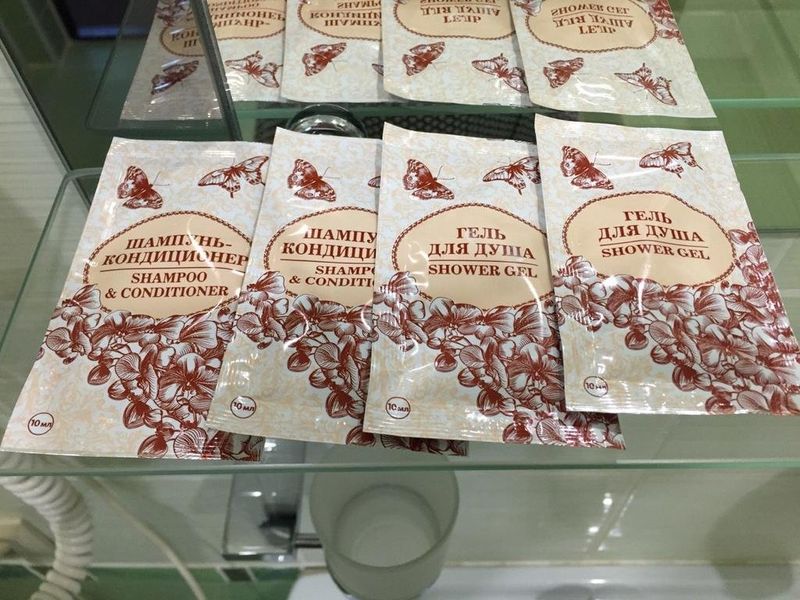 ШАМПУНЬ-
КОНДИЦИОНЕР
SHAMPOO
& CONDITIONER
10 мл
ШАМПУ
КОНДИЦИ
SHAMPO
& CONDITIO
10 мл
ГЕЛЬ
ДЛЯ ДУША
SHOWER GEL
10 мл
ГЕЛЬ
ДЛЯ ДУША
SHOWER GEL
10 мл